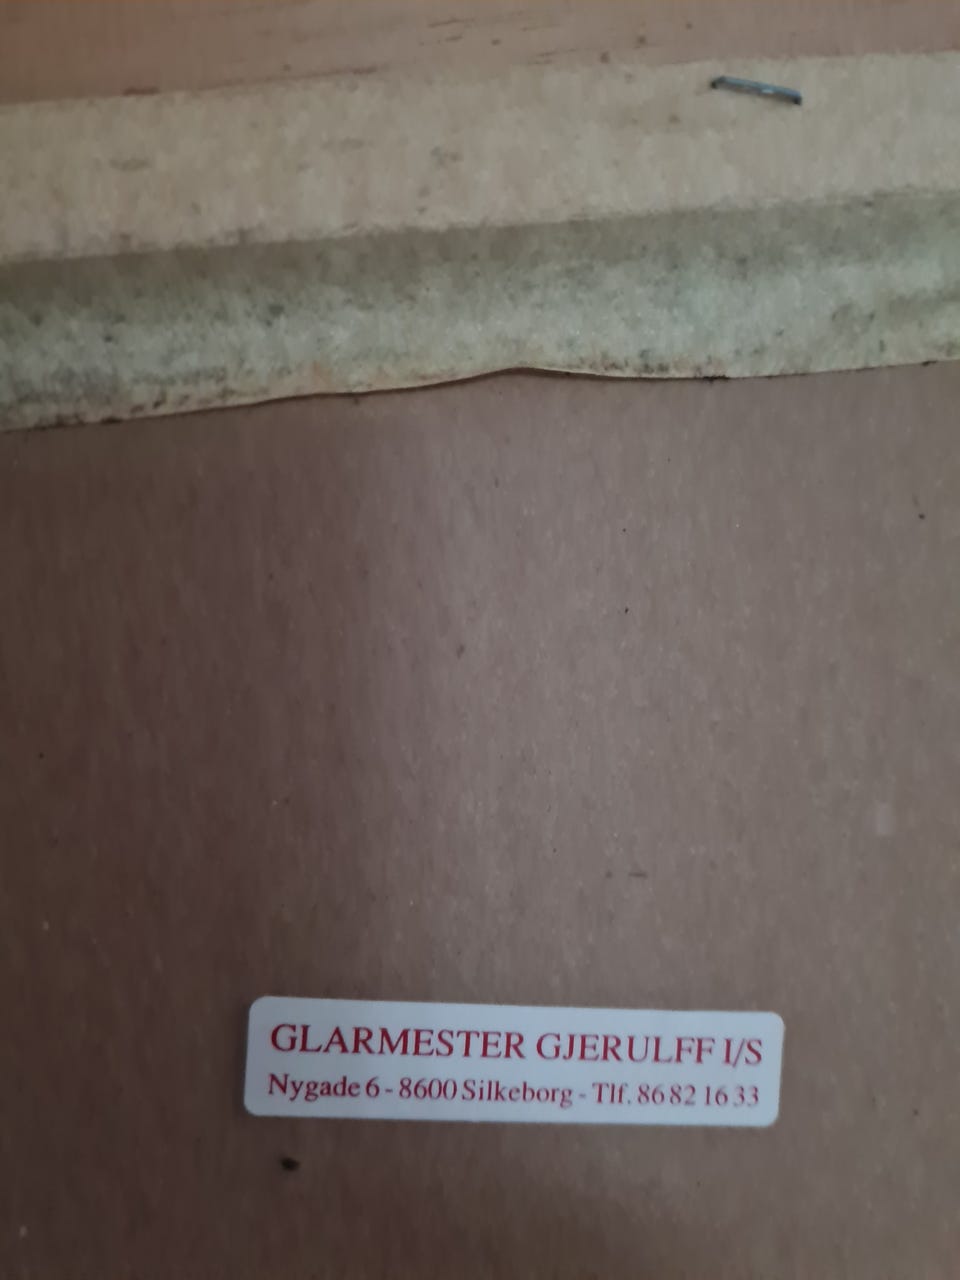 GLARMESTER GJERULFF I/S
Nygade 6 - 8600 Silkeborg - Tlf. 86 82 16 33